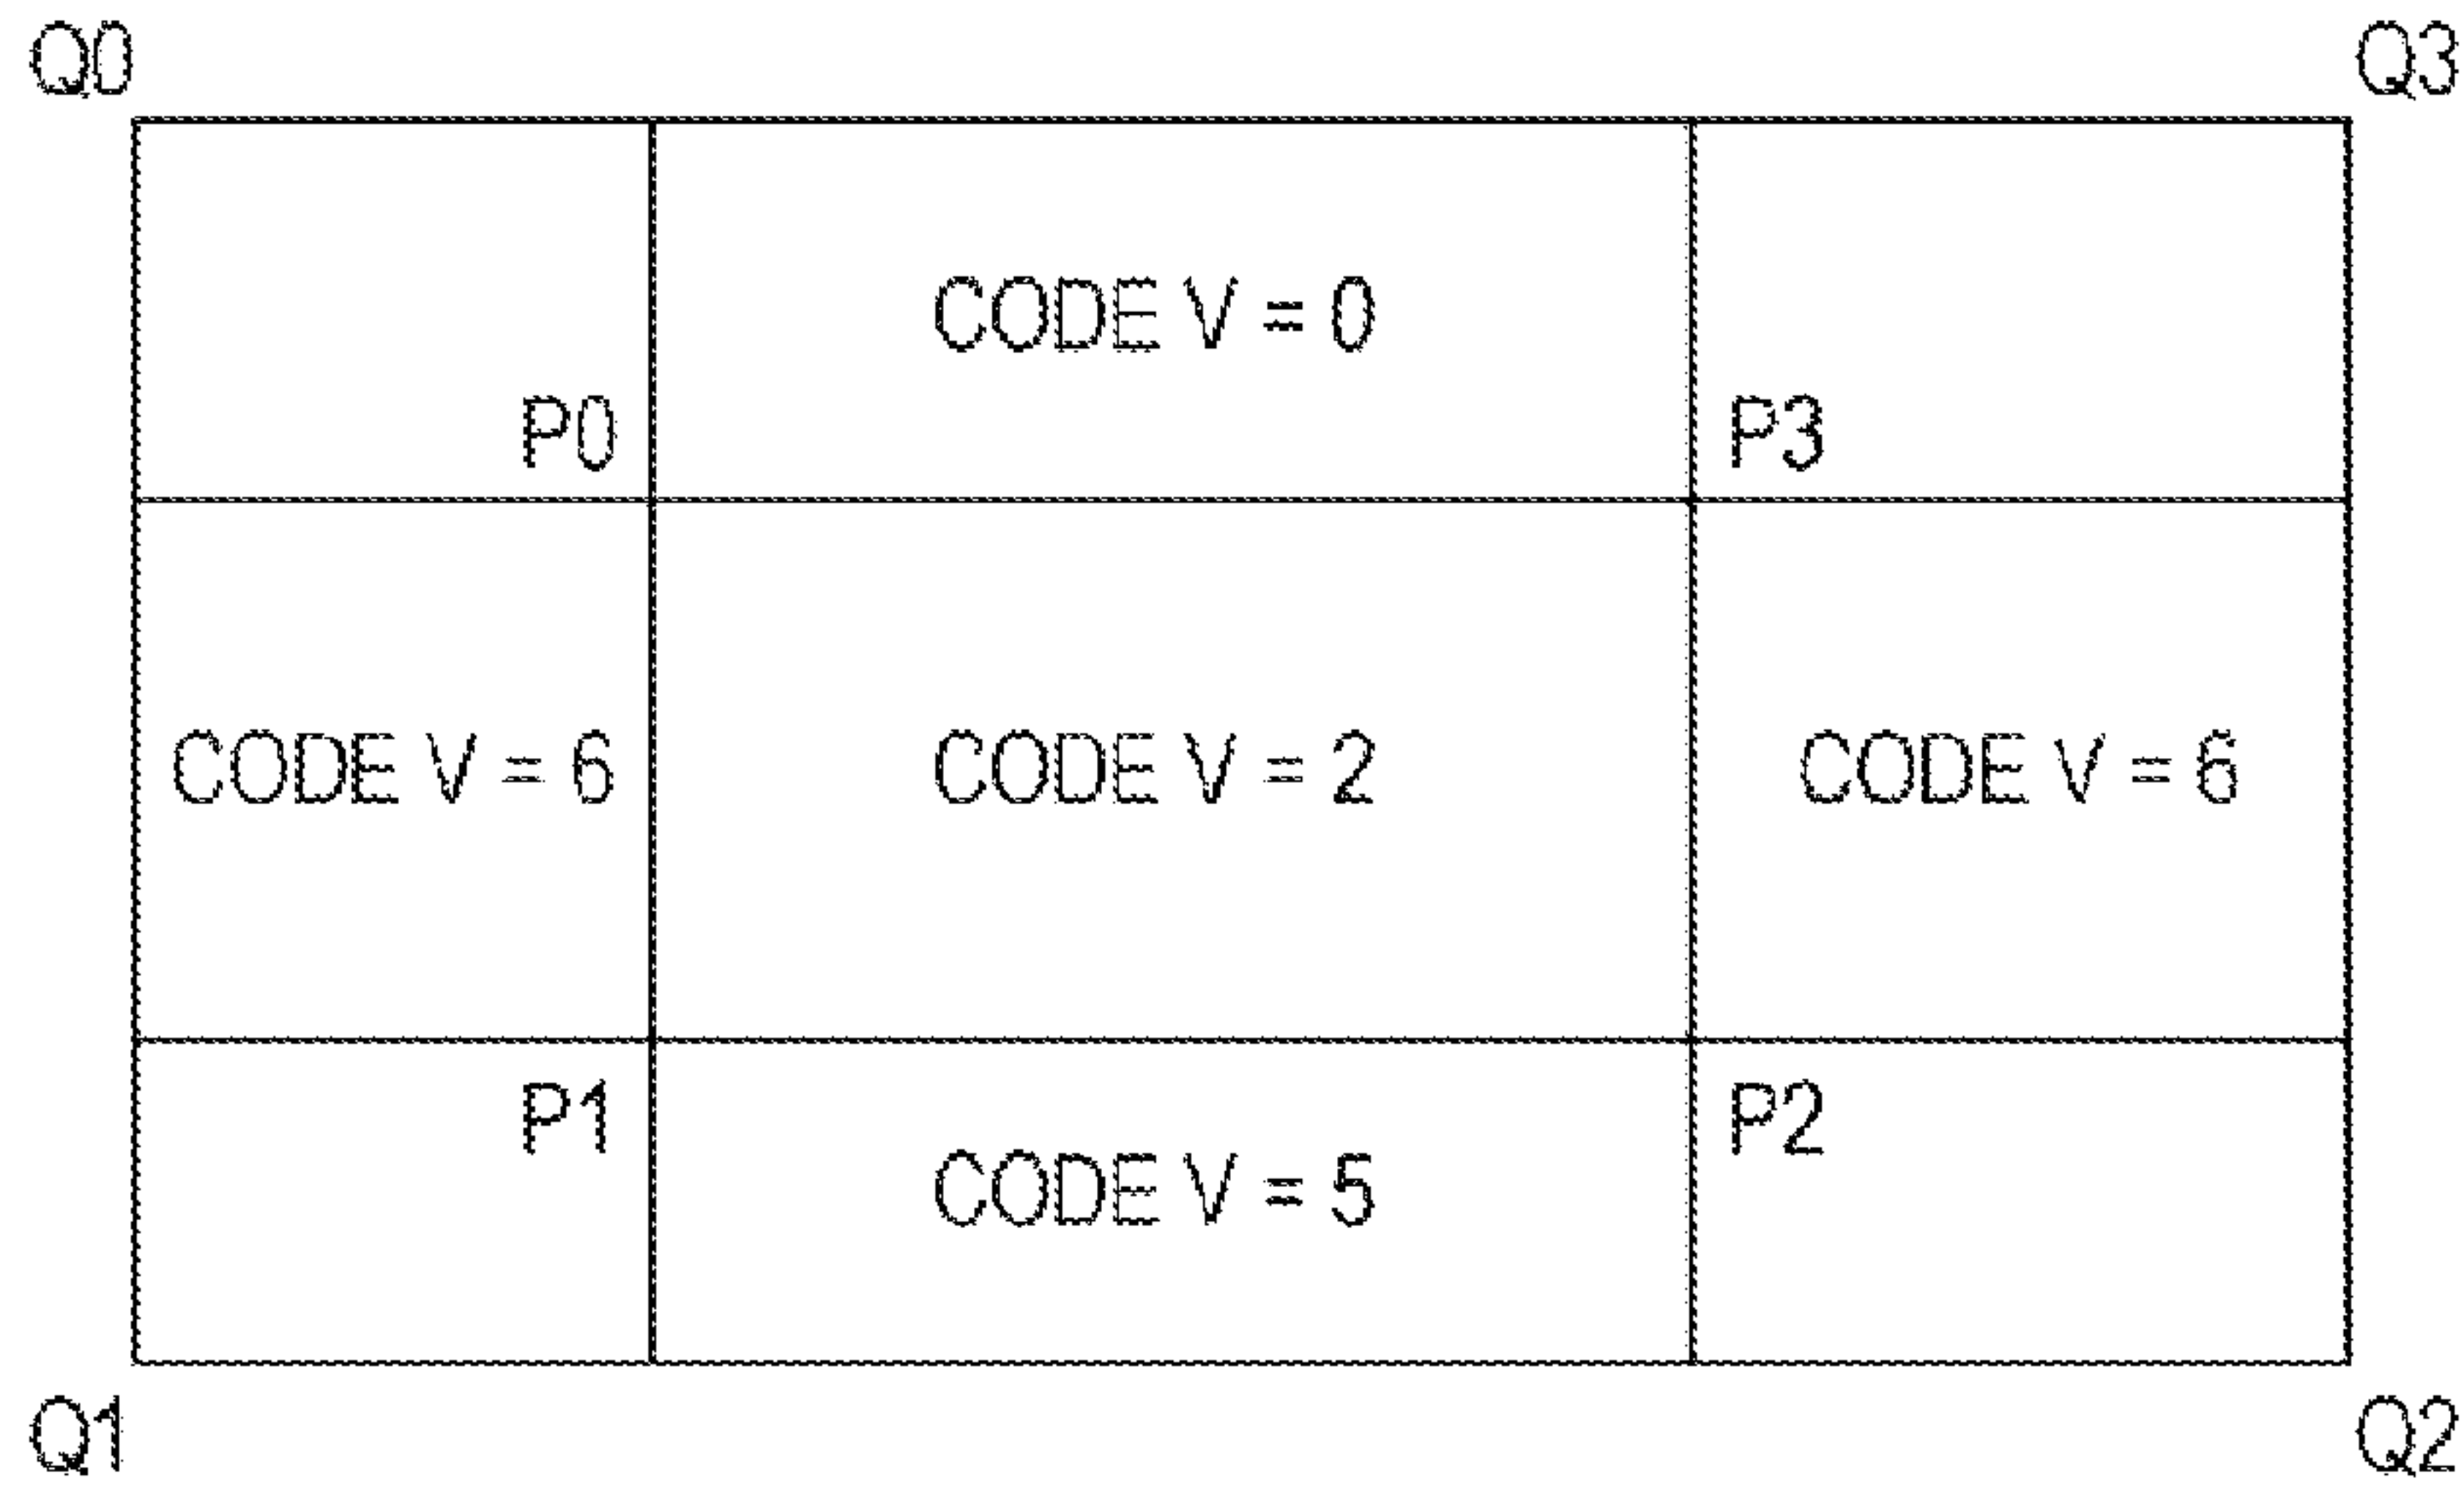 Q0 Q3
CODE V = 0
P0 P3
CODE V = 6 CODE V = 2 CODE V = 6
P1 P2
CODE V = 5
Q1 Q2